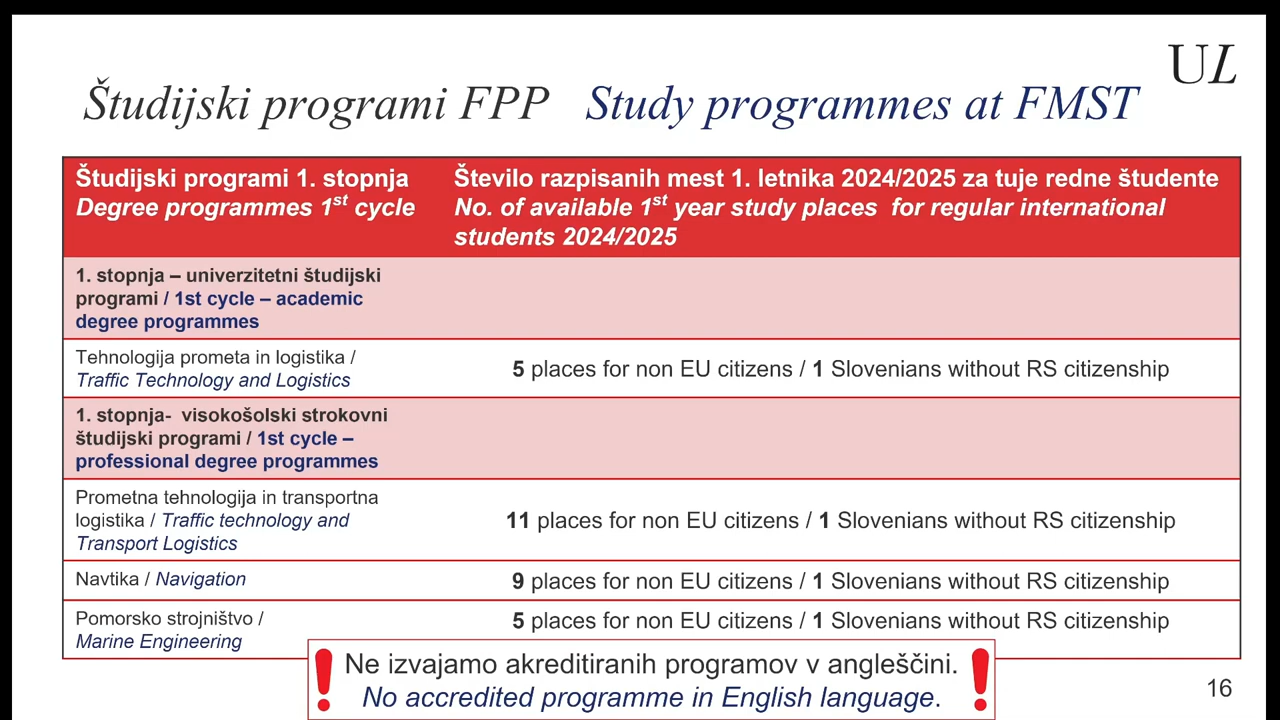 UL
Študijski programi FPP Study programmes at FMST
Študijski programi 1. stopnja
Degree programmes 1st cycle
Število razpisanih mest 1. letnika 2024/2025 za tuje redne študente
No. of available 1st year study places for regular international
students 2024/2025
1. stopnja – univerzitetni študijski
programi / 1st cycle – academic
degree programmes
Tehnologija prometa in logistika /
Traffic Technology and Logistics
5 places for non EU citizens / 1 Slovenians without RS citizenship
1. stopnja- visokošolski strokovni
študijski programi / 1st cycle –
professional degree programmes
Prometna tehnologija in transportna
logistika / Traffic technology and
Transport Logistics
11 places for non EU citizens / 1 Slovenians without RS citizenship
Navtika / Navigation
9 places for non EU citizens / 1 Slovenians without RS citizenship
Pomorsko strojništvo /
Marine Engineering
5 places for non EU citizens / 1 Slovenians without RS citizenship
Ne izvajamo akreditiranih programov v angleščini.
No accredited programme in English language.
16